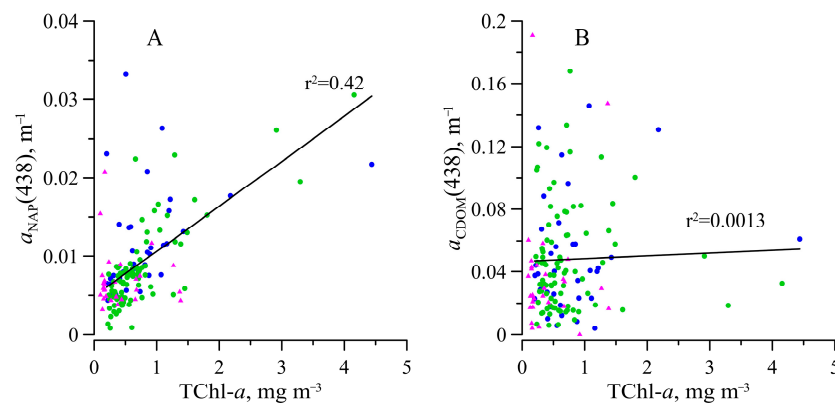 A
r²=0.42
0.04
0.03
0.02
0.01
0
a_NAP(438), m⁻¹
0 1 2 3 4 5
TChl-a, mg m⁻³
B
r²=0.0013
0.2
0.16
0.12
0.08
0.04
0
a_CDOM(438), m⁻¹
0 1 2 3 4 5
TChl-a, mg m⁻³